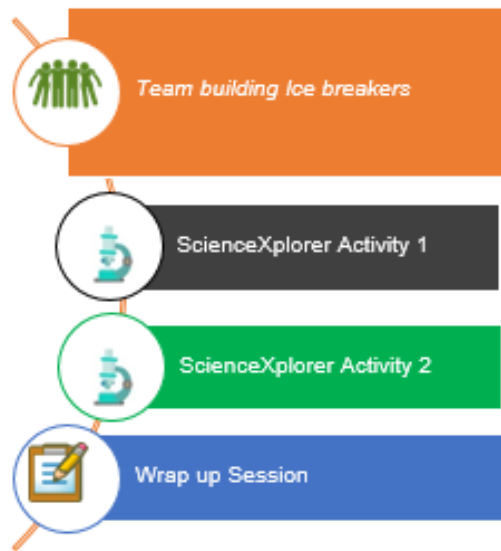 Team building Ice breakers
ScienceXplorer Activity 1
ScienceXplorer Activity 2
Wrap up Session